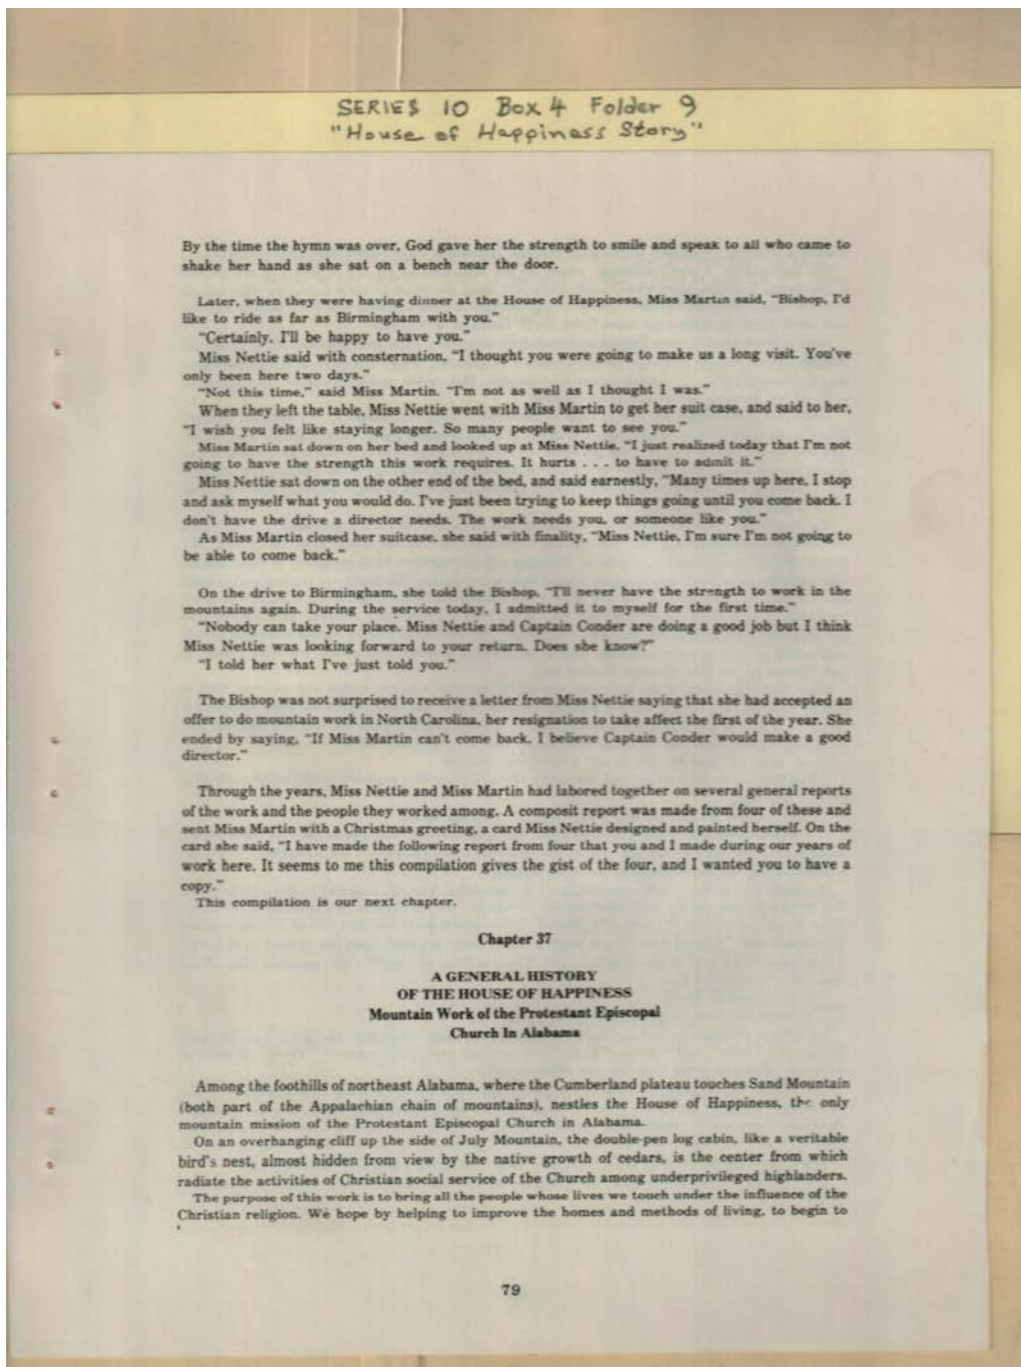 SERIES 10 Box 4 Folder 9
"House of Happiness Story"
By the time the hymn was over, God gave her the strength to smile and speak to all who came to
shake her hand as she sat on a bench near the door.
Later, when they were having dinner at the House of Happiness, Miss Martin said, "Bishop, I'd
like to ride as far as Birmingham with you."
"Certainly. I'll be happy to have you."
Miss Nettie said with consternation, "I thought you were going to make us a long visit. You've
only been here two days."
"Not this time," said Miss Martin. "I'm not as well as I thought I was."
When they left the table, Miss Nettie went with Miss Martin to get her suit case, and said to her,
"I wish you felt like staying longer. So many people want to see you."
Miss Martin sat down on her bed and looked up at Miss Nettie. "I just realized today that I'm not
going to have the strength this work requires. It hurts . . . to have to admit it."
Miss Nettie sat down on the other end of the bed, and said earnestly, "Many times up here, I stop
and ask myself what you would do. I've just been trying to keep things going until you come back. I
don't have the drive a director needs. The work needs you, or someone like you."
As Miss Martin closed her suitcase, she said with finality, "Miss Nettie, I'm sure I'm not going to
be able to come back."
On the drive to Birmingham, she told the Bishop, "I'll never have the strength to work in the
mountains again. During the service today, I admitted it to myself for the first time."
"Nobody can take your place. Miss Nettie and Captain Conder are doing a good job but I think
Miss Nettie was looking forward to your return. Does she know?"
"I told her what I've just told you."
The Bishop was not surprised to receive a letter from Miss Nettie saying that she had accepted an
offer to do mountain work in North Carolina, her resignation to take affect the first of the year. She
ended by saying, "If Miss Martin can't come back, I believe Captain Conder would make a good
director."
Through the years, Miss Nettie and Miss Martin had labored together on several general reports
of the work and the people they worked among. A composit report was made from four of these and
sent Miss Martin with a Christmas greeting, a card Miss Nettie designed and painted herself. On the
card she said, "I have made the following report from four that you and I made during our years of
work here. It seems to me this compilation gives the gist of the four, and I wanted you to have a
copy."
This compilation is our next chapter.
Chapter 37
A GENERAL HISTORY
OF THE HOUSE OF HAPPINESS
Mountain Work of the Protestant Episcopal
Church In Alabama
Among the foothills of northeast Alabama, where the Cumberland plateau touches Sand Mountain
(both part of the Appalachian chain of mountains), nestles the House of Happiness, the only
mountain mission of the Protestant Episcopal Church in Alabama.
On an overhanging cliff up the side of July Mountain, the double-pen log cabin, like a veritable
bird's nest, almost hidden from view by the native growth of cedars, is the center from which
radiate the activities of Christian social service of the Church among underprivileged highlanders.
The purpose of this work is to bring all the people whose lives we touch under the influence of the
Christian religion. We hope by helping to improve the homes and methods of living, to begin to
79